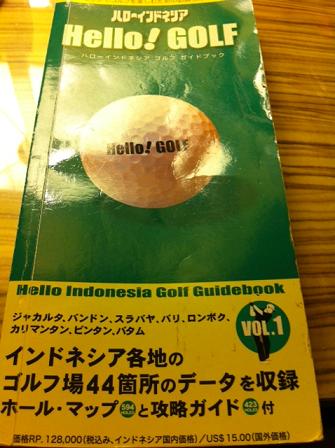 ハローインドネシア
Hello! GOLF
ハローインドネシア ゴルフ ガイドブック
Hello! GOLF
Hello Indonesia Golf Guidebook
ジャカルタ、バンドン、スラバヤ、バリ、ロンボク、
カリマンタン、ビンタン、バタム
VOL.1
インドネシア各地の
ゴルフ場44箇所のデータを収録
ホール・マップ594と攻略ガイド423付
価格RP. 128,000(税込み、インドネシア国内価格)/US$ 15.00(国外価格)